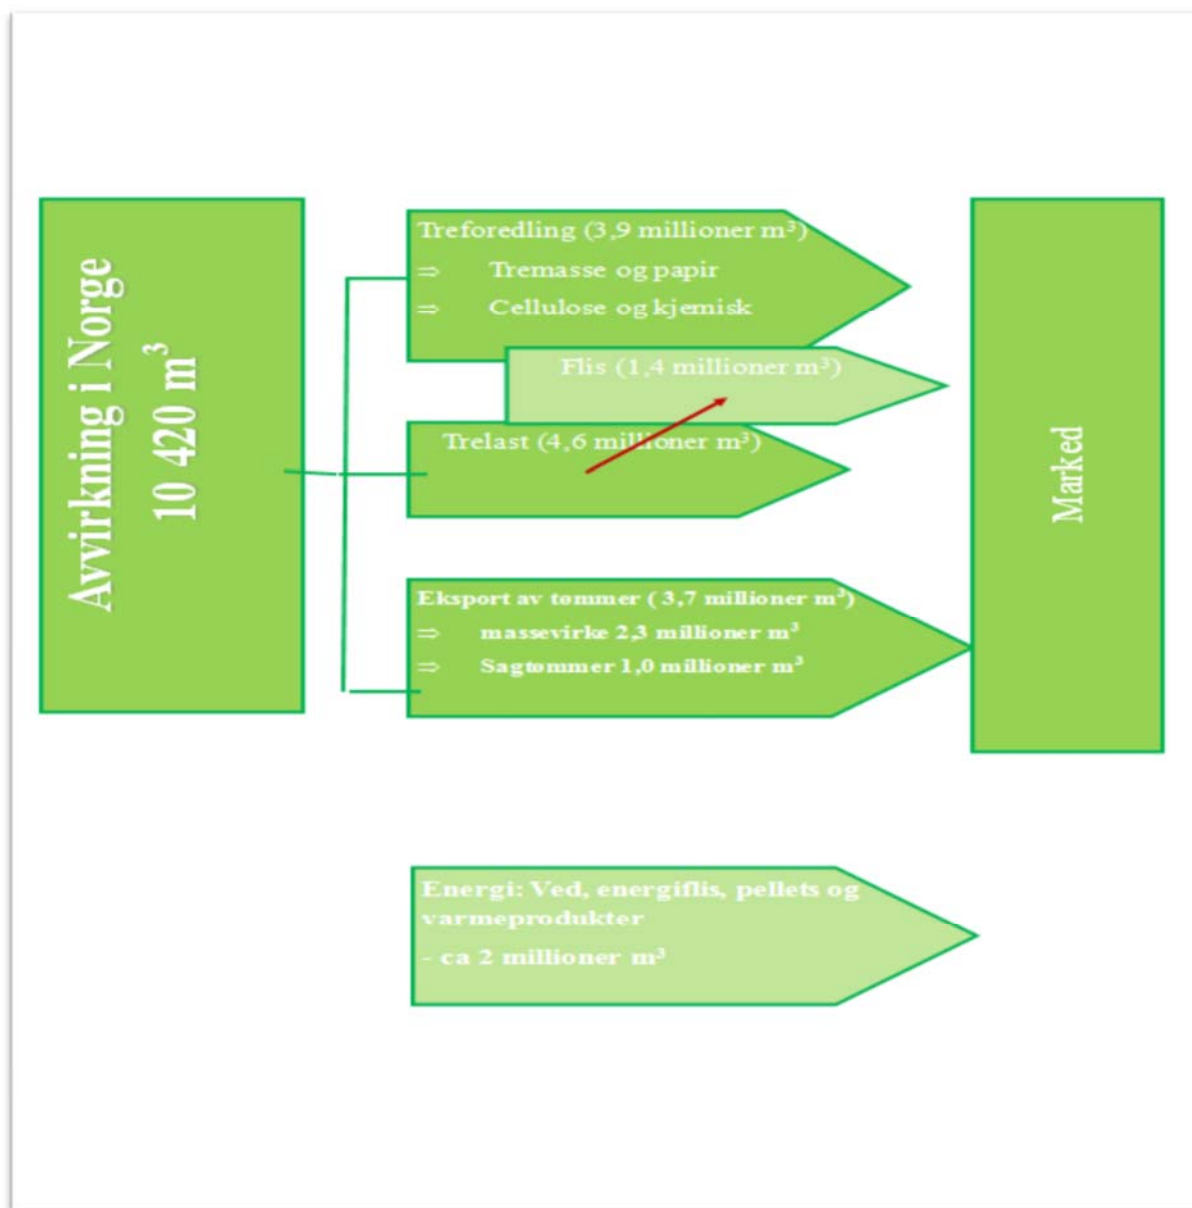 Avvirkning i Norge
10 420 m³
Treforedling (3,9 millioner m³)
⇒ Tremasse og papir
⇒ Cellulose og kjemisk
Flis (1,4 millioner m³)
Trelast (4,6 millioner m³)
Eksport av tømmer ( 3,7 millioner m³)
⇒ massevirke 2,3 millioner m³
⇒ Sagtømmer 1,0 millioner m³
Marked
Energi: Ved, energiflis, pellets og
varmeprodukter
- ca 2 millioner m³